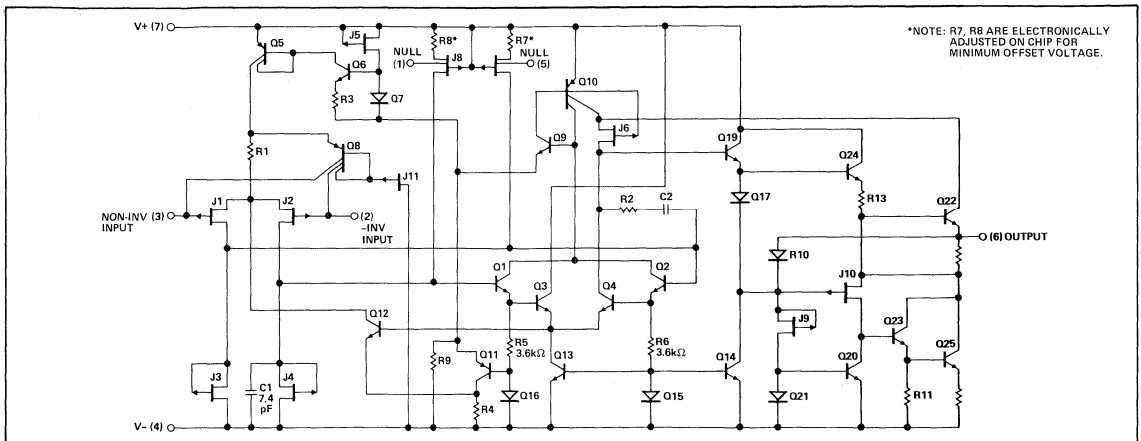 V+ (7)
Q5
J5
R8*
R7*
NULL
(1)
J8
NULL
(5)
*NOTE: R7, R8 ARE ELECTRONICALLY
ADJUSTED ON CHIP FOR
MINIMUM OFFSET VOLTAGE.
Q6
R3
Q7
Q10
Q9
J6
Q19
Q24
R1
Q8
J11
R2
C2
Q17
R13
Q22
NON-INV (3)
INPUT
J1
J2
(2)
-INV
INPUT
(6) OUTPUT
R10
J10
Q1
Q3
Q4
Q2
Q12
J9
Q23
Q25
R5
3.6kΩ
R6
3.6kΩ
R9
Q11
Q13
Q14
Q20
J3
C1
7.4
pF
J4
R4
Q16
Q15
Q21
R11
V- (4)